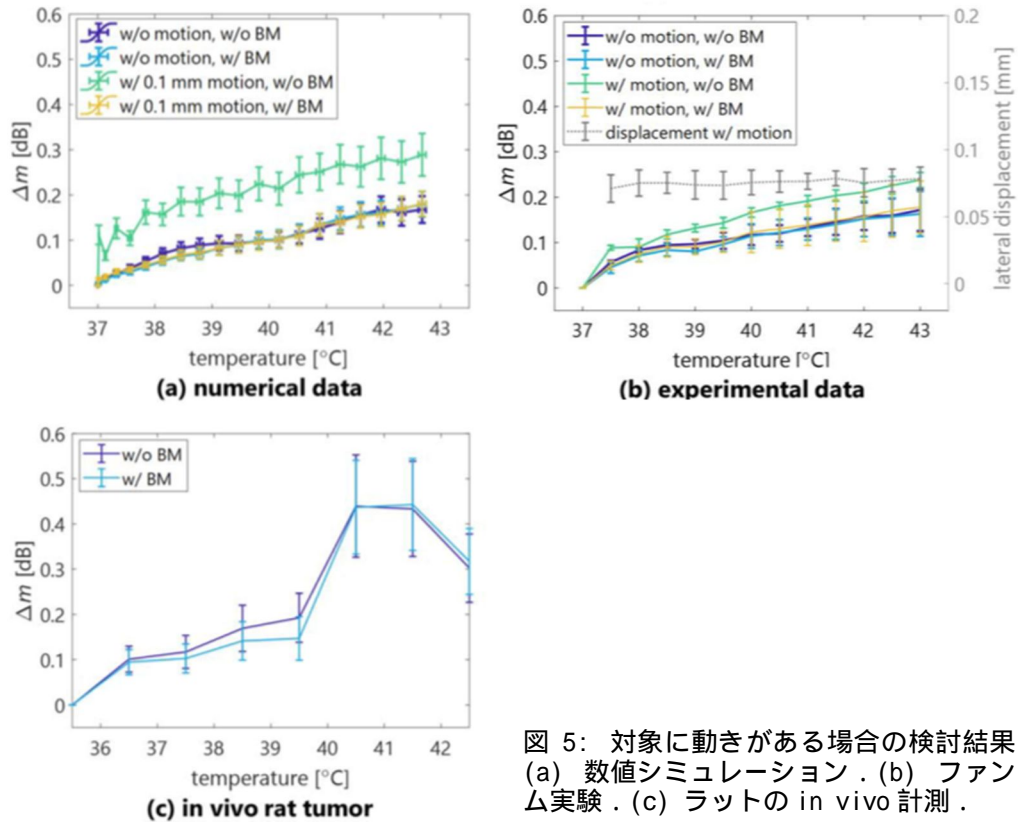 0.6
0.5
0.4
0.3
0.2
0.1
0
Δm [dB]
w/o motion, w/o BM
w/o motion, w/ BM
w/ 0.1 mm motion, w/o BM
w/ 0.1 mm motion, w/ BM
37 38 39 40 41 42 43
temperature [°C]
(a) numerical data
0.6
0.5
0.4
0.3
0.2
0.1
0
Δm [dB]
w/o motion, w/o BM
w/o motion, w/ BM
w/ motion, w/o BM
w/ motion, w/ BM
displacement w/ motion
0.2
0.15
0.1
0.05
0
lateral displacement [mm]
37 38 39 40 41 42 43
temperature [°C]
(b) experimental data
0.6
0.5
0.4
0.3
0.2
0.1
0
Δm [dB]
w/o BM
w/ BM
36 37 38 39 40 41 42
temperature [°C]
(c) in vivo rat tumor
図 5: 対象に動きがある場合の検討結果
(a) 数値シミュレーション．(b) ファン
ム実験．(c) ラットの in vivo 計測．